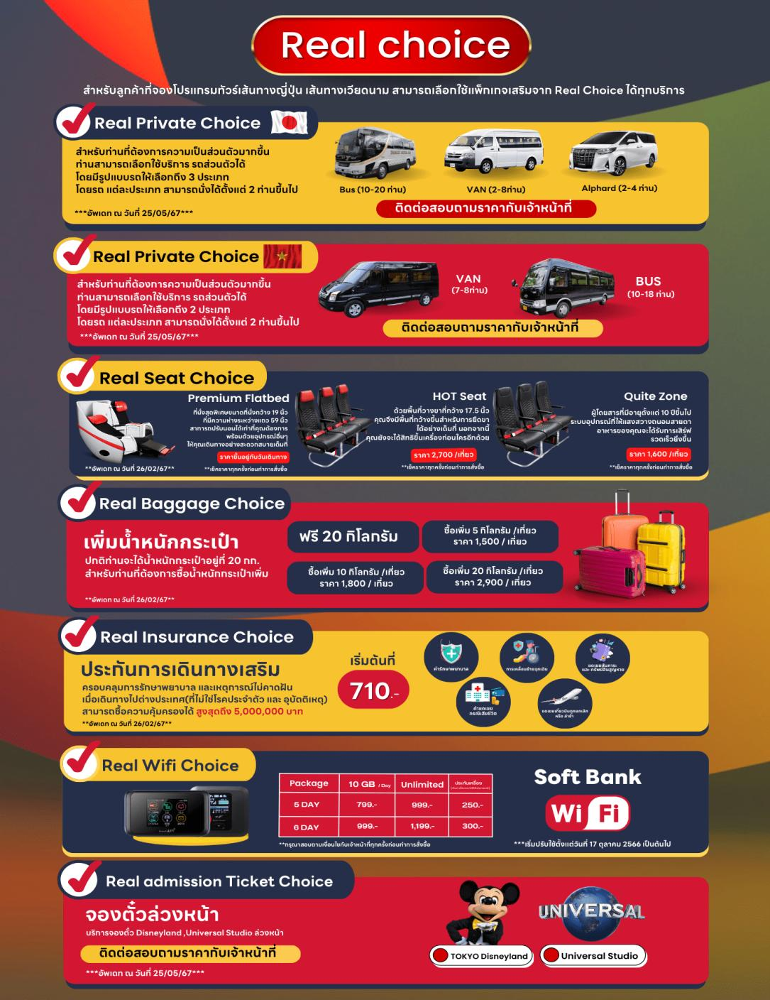 Real choice
สำหรับลูกค้าที่จองโปรแกรมทัวร์เส้นทางญี่ปุ่น เส้นทางเวียดนาม สามารถเลือกใช้แพ็กเกจเสริมจาก Real Choice ได้ทุกบริการ
Real Private Choice
สำหรับท่านที่ต้องการความเป็นส่วนตัวมากขึ้น
ท่านสามารถเลือกใช้บริการ รถส่วนตัวได้
โดยมีรูปแบบรถให้เลือกถึง 3 ประเภท
โดยรถ แต่ละประเภท สามารถนั่งได้ตั้งแต่ 2 ท่านขึ้นไป
***อัพเดท ณ วันที่ 25/05/67***
Bus (10-20 ท่าน)
VAN (2-8ท่าน)
Alphard (2-4 ท่าน)
ติดต่อสอบถามราคากับเจ้าหน้าที่
Real Private Choice
สำหรับท่านที่ต้องการความเป็นส่วนตัวมากขึ้น
ท่านสามารถเลือกใช้บริการ รถส่วนตัวได้
โดยมีรูปแบบรถให้เลือกถึง 2 ประเภท
โดยรถ แต่ละประเภท สามารถนั่งได้ตั้งแต่ 2 ท่านขึ้นไป
***อัพเดท ณ วันที่ 25/05/67***
VAN
(7-8ท่าน)
BUS
(10-18 ท่าน)
ติดต่อสอบถามราคากับเจ้าหน้าที่
Real Seat Choice
Premium Flatbed
ที่นั่งสุดพิเศษขนาดที่นั่งกว้าง 19 นิ้ว
ที่มีความห่างระหว่างแถว 59 นิ้ว
สาการถปรับนอนได้เท่าที่คุณต้องการ
พร้อมด้วยอุปกรณ์อื่นๆ
ให้คุณเดินทางอย่างสะดวกสบายเต็มที่
ราคาขึ้นอยู่กับวันเดินทาง
**อัพเดท ณ วันที่ 26/02/67**
**เช็คราคาทุกครั้งก่อนทำการสั่งซื้อ
HOT Seat
ด้วยพื้นที่วางขาที่กว้าง 17.5 นิ้ว
คุณจึงมีพื้นที่กว้างขึ้นสำหรับการยืดขา
ได้อย่างเต็มที่ นอกจากนี้
คุณยังจะได้สิทธิขึ้นเครื่องก่อนใครอีกด้วย
ราคา 2,700 /เที่ยว
**เช็คราคาทุกครั้งก่อนทำการสั่งซื้อ
Quite Zone
ผู้โดยสารที่มีอายุตั้งแต่ 10 ปีขึ้นไป
ระบบอุปกรณ์ที่ให้แสงสวางถนอมสายตา
อาหารของคุณจะได้รับการเสิร์ฟ
รวดเร็วยิ่งขึ้น
ราคา 1,600 /เที่ยว
**เช็คราคาทุกครั้งก่อนทำการสั่งซื้อ
Real Baggage Choice
เพิ่มน้ำหนักกระเป๋า
ปกติท่านจะได้น้ำหนักกระเป๋าอยู่ที่ 20 กก.
สำหรับท่านที่ต้องการซื้อน้ำหนักกระเป๋าเพิ่ม
**อัพเดท ณ วันที่ 26/02/67**
ฟรี 20 กิโลกรัม
ซื้อเพิ่ม 5 กิโลกรัม /เที่ยว
ราคา 1,500 / เที่ยว
ซื้อเพิ่ม 10 กิโลกรัม /เที่ยว
ราคา 1,800 / เที่ยว
ซื้อเพิ่ม 20 กิโลกรัม /เที่ยว
ราคา 2,900 / เที่ยว
Real Insurance Choice
ประกันการเดินทางเสริม
ครอบคลุมการรักษาพยาบาล และเหตุการณ์ไม่คาดฝัน
เมื่อเดินทางไปต่างประเทศ(ที่ไม่ใช่โรคประจำตัว และ อุบัติเหตุ)
สามารถซื้อความคุ้มครองได้ สูงสุดถึง 5,000,000 บาท
**อัพเดท ณ วันที่ 26/02/67**
เริ่มต้นที่
710.-
ค่ารักษาพยาบาล
การเคลื่อนย้ายฉุกเฉิน
ชดเชยสัมภาระ
และ ทรัพย์สินสูญหาย
ค่าชดเชย
กรณีเสียชีวิต
ชดเชยเที่ยวบินถูกยกเลิก
หรือ ล่าช้า
Real Wifi Choice
Package 10 GB / Day Unlimited ประกันเครื่อง
5 DAY 799.- 999.- 250.-
6 DAY 999.- 1,199.- 300.-
**กรุณาสอบถามเงื่อนไขกับเจ้าหน้าที่ทุกครั้งก่อนทำการสั่งซื้อ
Soft Bank
Wi Fi
***เริ่มปรับใช้ตั้งแต่วันที่ 17 ตุลาคม 2566 เป็นต้นไป
Real admission Ticket Choice
จองตั๋วล่วงหน้า
บริการจองตั๋ว Disneyland ,Universal Studio ล่วงหน้า
ติดต่อสอบถามราคากับเจ้าหน้าที่
***อัพเดท ณ วันที่ 25/05/67***
UNIVERSAL
TOKYO Disneyland
Universal Studio